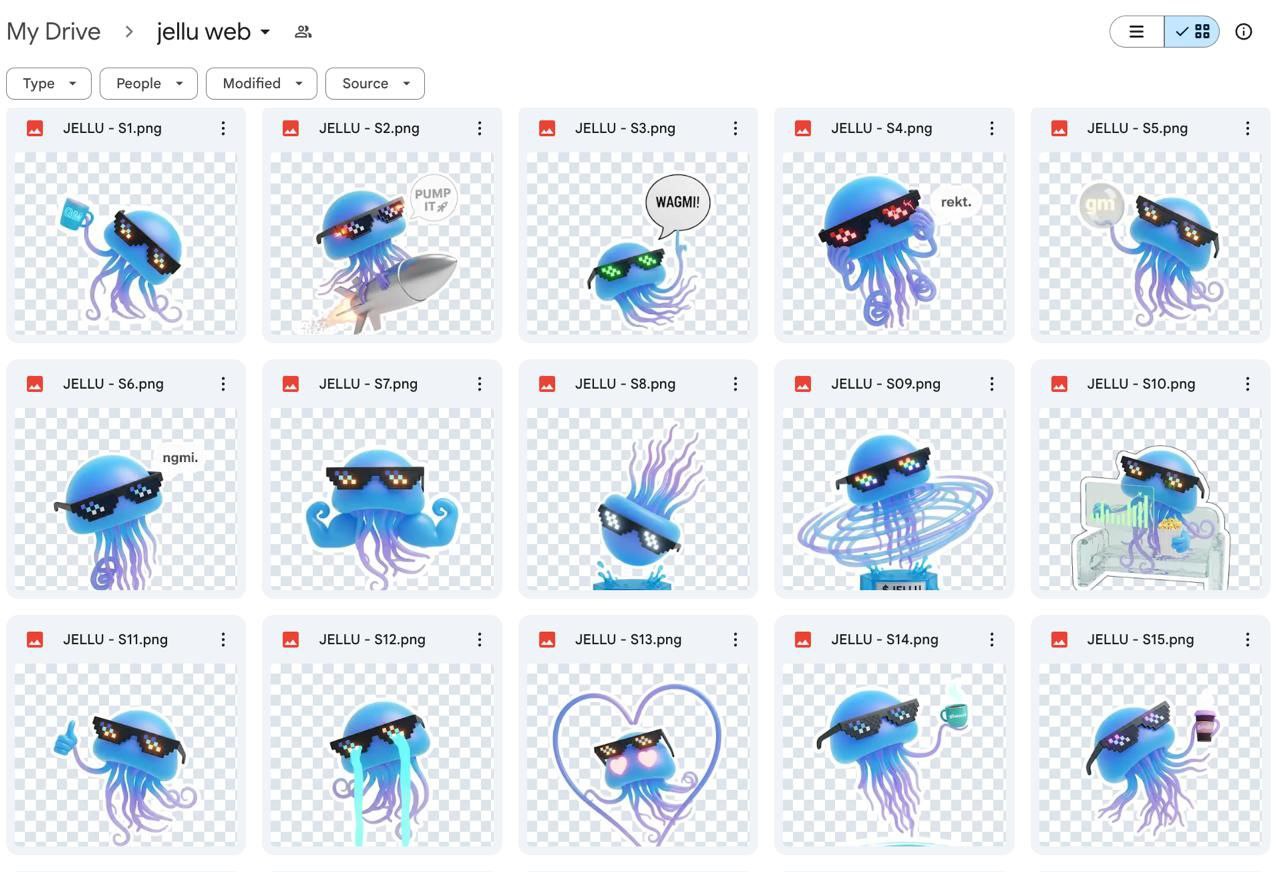 My Drive > jellu web
Type People Modified Source
JELLU - S1.png
JELLU - S2.png
JELLU - S3.png
JELLU - S4.png
JELLU - S5.png
GM
PUMP
IT
WAGMI!
rekt.
gm
JELLU - S6.png
JELLU - S7.png
JELLU - S8.png
JELLU - S09.png
JELLU - S10.png
ngmi.
$JELLU
JELLU - S11.png
JELLU - S12.png
JELLU - S13.png
JELLU - S14.png
JELLU - S15.png